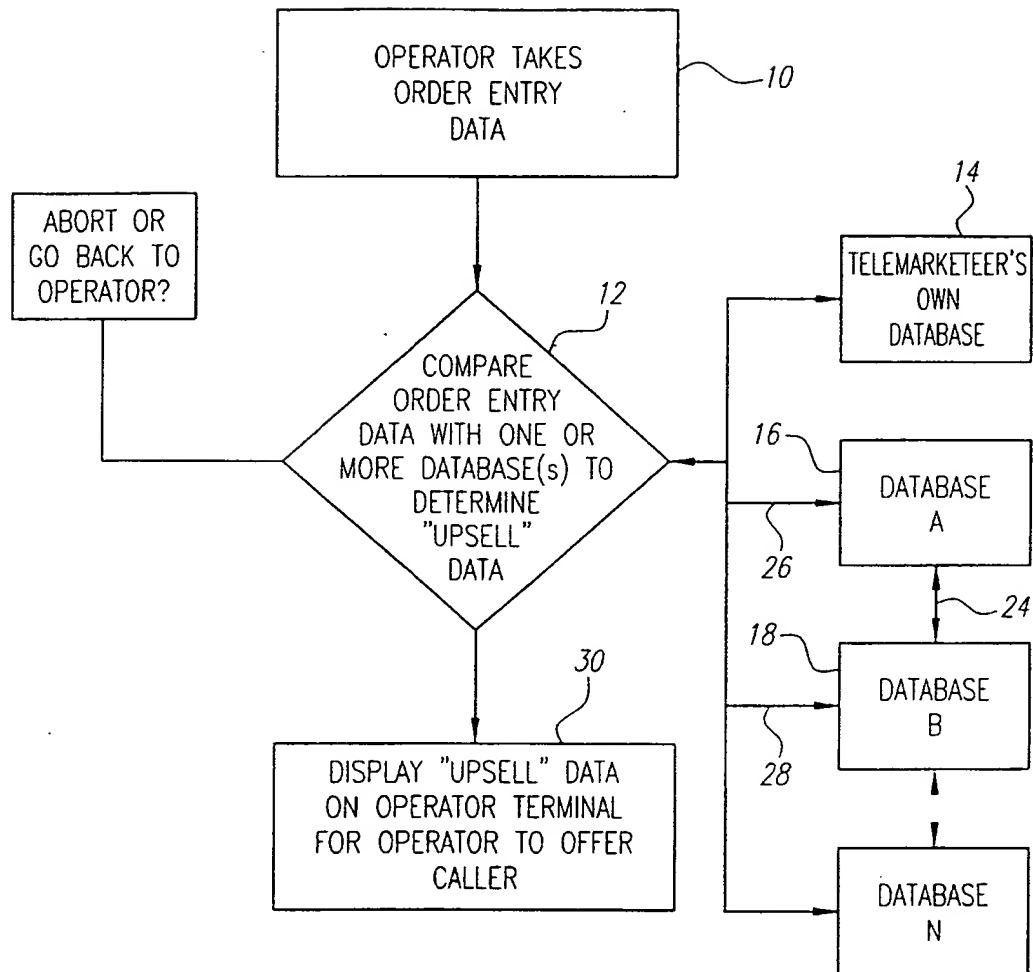 OPERATOR TAKES
ORDER ENTRY
DATA
10
ABORT OR
GO BACK TO
OPERATOR?
12
COMPARE
ORDER ENTRY
DATA WITH ONE OR
MORE DATABASE(s) TO
DETERMINE
"UPSELL"
DATA
14
TELEMARKETEER'S
OWN
DATABASE
16
DATABASE
A
26
24
18
DATABASE
B
28
30
DISPLAY "UPSELL" DATA
ON OPERATOR TERMINAL
FOR OPERATOR TO OFFER
CALLER
DATABASE
N